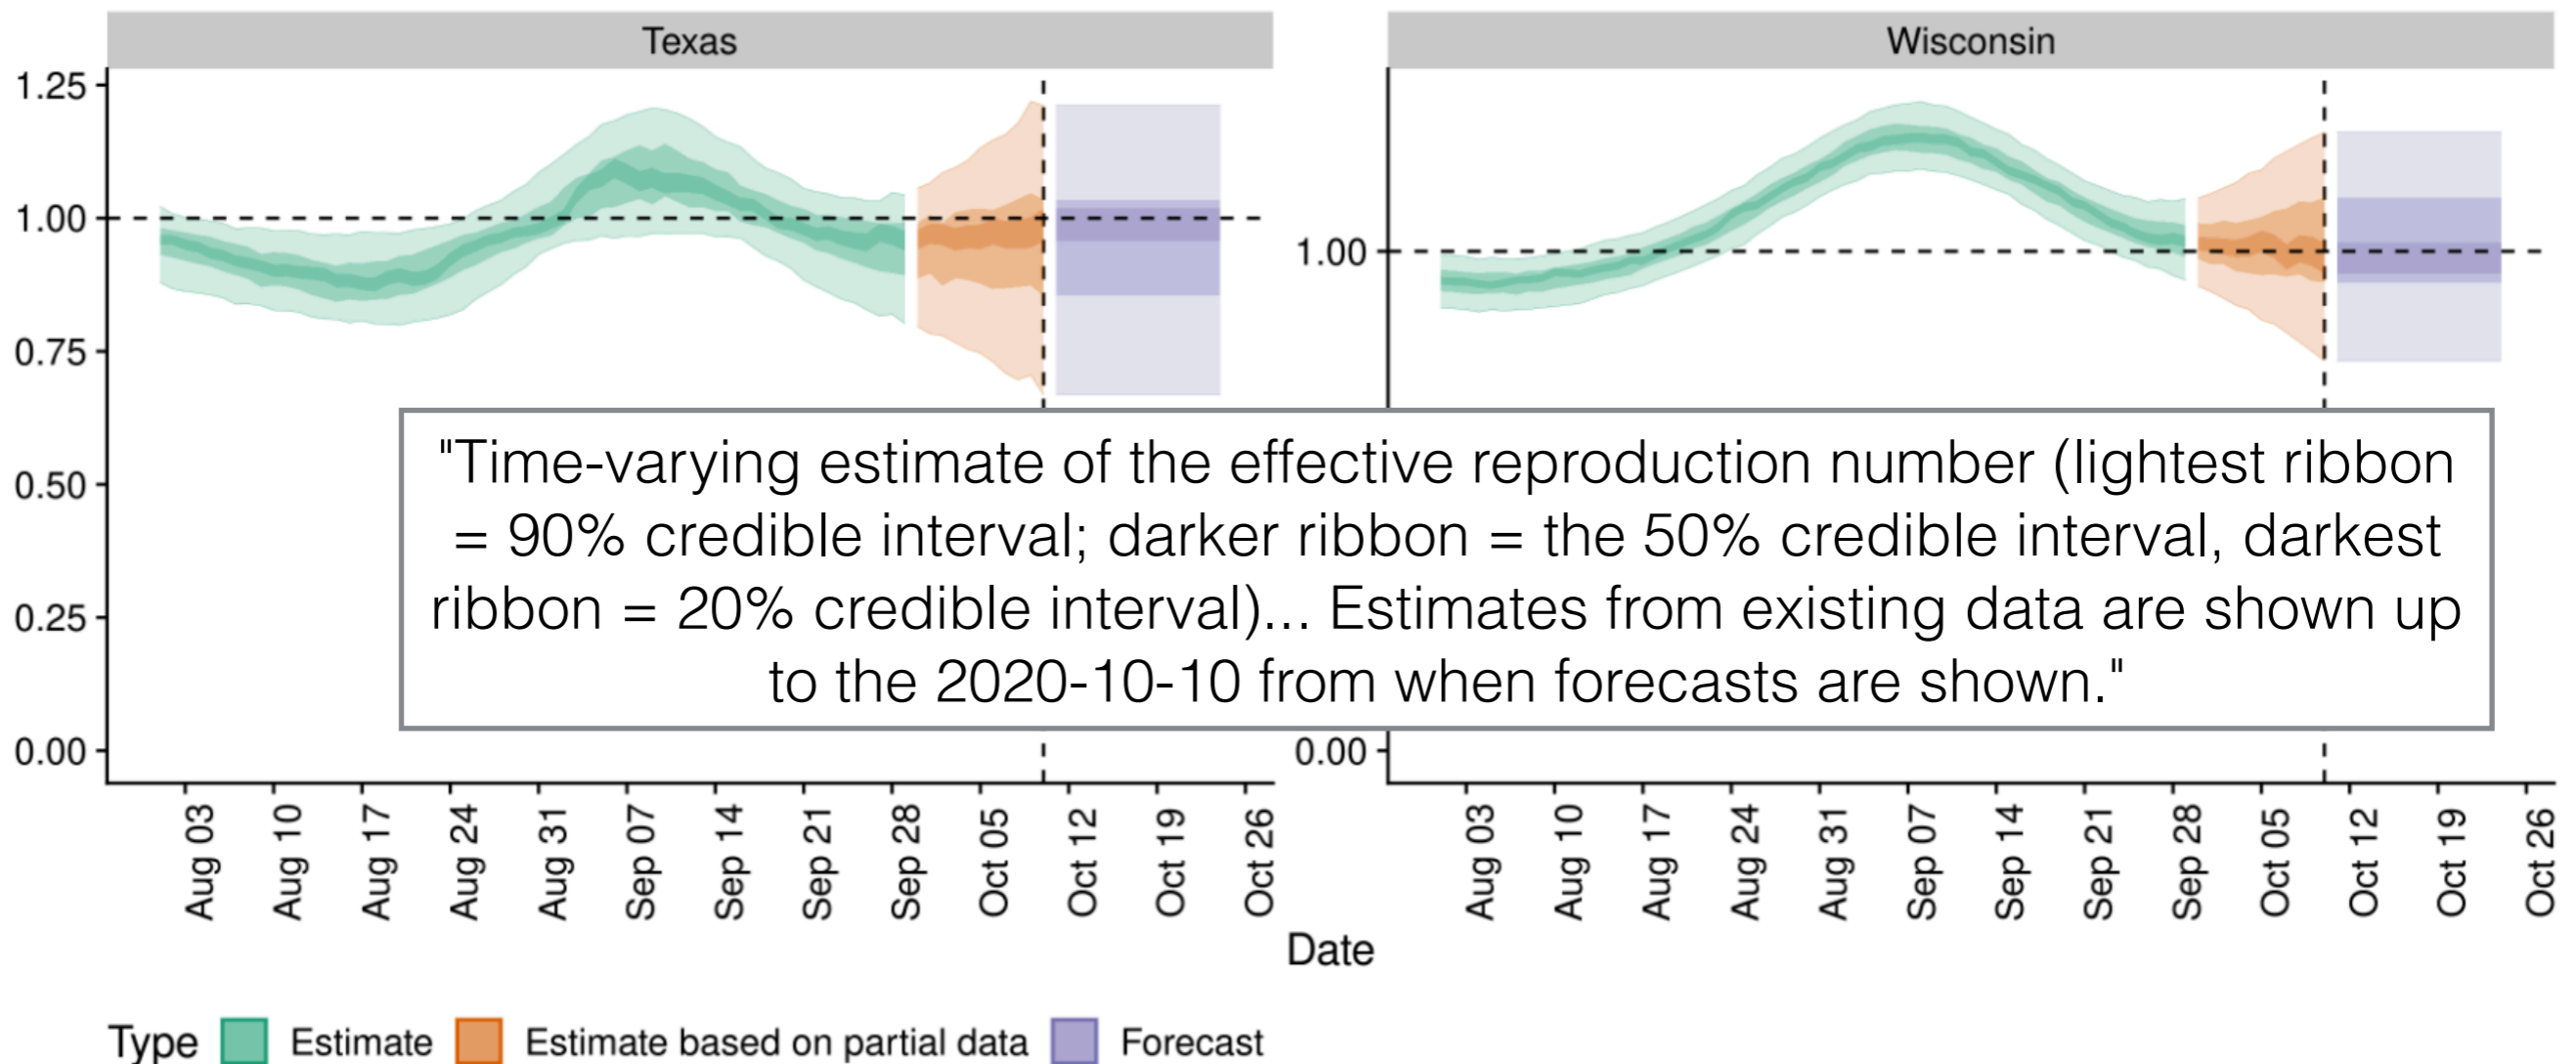 Texas
Wisconsin
1.25
1.00
0.75
0.50
0.25
0.00
1.00
0.00
"Time-varying estimate of the effective reproduction number (lightest ribbon
= 90% credible interval; darker ribbon = the 50% credible interval, darkest
ribbon = 20% credible interval)... Estimates from existing data are shown up
to the 2020-10-10 from when forecasts are shown."
Aug 03
Aug 10
Aug 17
Aug 24
Aug 31
Sep 07
Sep 14
Sep 21
Sep 28
Oct 05
Oct 12
Oct 19
Oct 26
Aug 03
Aug 10
Aug 17
Aug 24
Aug 31
Sep 07
Sep 14
Sep 21
Sep 28
Oct 05
Oct 12
Oct 19
Oct 26
Date
Type Estimate Estimate based on partial data Forecast